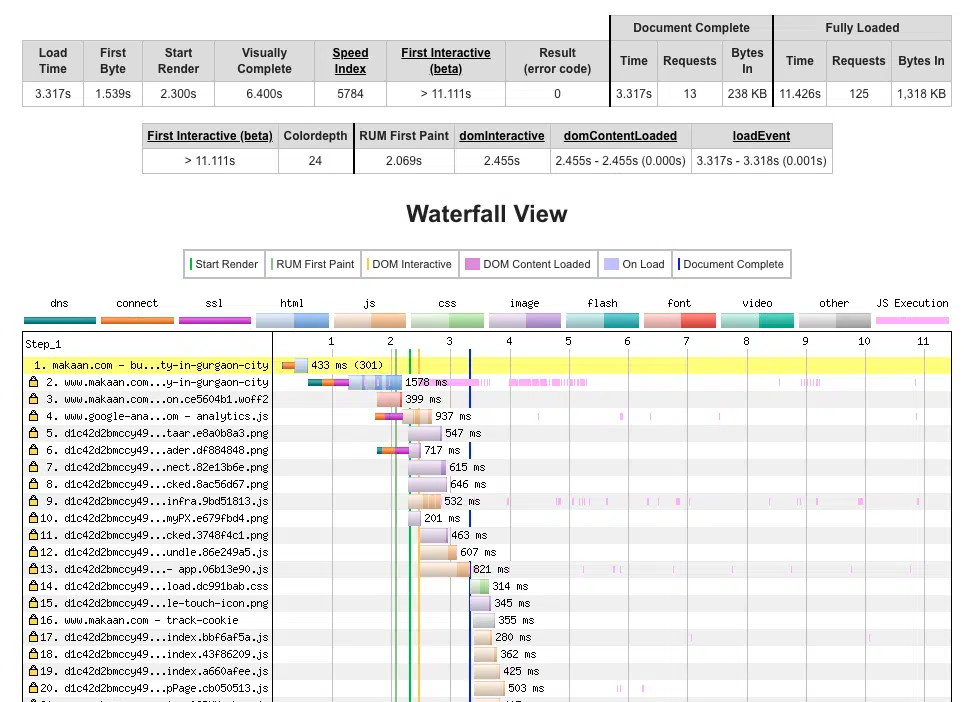 Document Complete Fully Loaded
Load Time First Byte Start Render Visually Complete Speed Index First Interactive (beta) Result (error code) Time Requests Bytes In Time Requests Bytes In
3.317s 1.539s 2.300s 6.400s 5784 > 11.111s 0 3.317s 13 238 KB 11.426s 125 1,318 KB
First Interactive (beta) Colordepth RUM First Paint domInteractive domContentLoaded loadEvent
> 11.111s 24 2.069s 2.455s 2.455s - 2.455s (0.000s) 3.317s - 3.318s (0.001s)
Waterfall View
Start Render RUM First Paint DOM Interactive DOM Content Loaded On Load Document Complete
dns connect ssl html js css image flash font video other JS Execution
Step_1 1 2 3 4 5 6 7 8 9 10 11
1. makaan.com - bu...ty-in-gurgaon-city 433 ms (301)
2. www.makaan.com...y-in-gurgaon-city 1578 ms
3. www.makaan.com...on.ce5604b1.woff2 399 ms
4. www.google-ana...om - analytics.js 937 ms
5. d1c42d2bmccy49...taar.e8a0b8a3.png 547 ms
6. d1c42d2bmccy49...ader.df884848.png 717 ms
7. d1c42d2bmccy49...nect.82e13b6e.png 615 ms
8. d1c42d2bmccy49...cked.8ac56d67.png 646 ms
9. d1c42d2bmccy49...infra.9bd51813.js 532 ms
10. d1c42d2bmccy49...myPX.e679fbd4.png 201 ms
11. d1c42d2bmccy49...cked.3748f4c1.png 463 ms
12. d1c42d2bmccy49...undle.86e249a5.js 607 ms
13. d1c42d2bmccy49...- app.06b13e90.js 821 ms
14. d1c42d2bmccy49...load.dc991bab.css 314 ms
15. d1c42d2bmccy49...le-touch-icon.png 345 ms
16. www.makaan.com - track-cookie 355 ms
17. d1c42d2bmccy49...index.bbf6af5a.js 280 ms
18. d1c42d2bmccy49...index.43f86209.js 362 ms
19. d1c42d2bmccy49...index.a660afee.js 425 ms
20. d1c42d2bmccy49...pPage.cb050513.js 503 ms